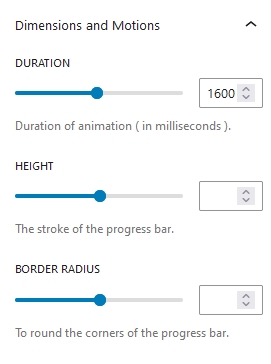 Dimensions and Motions
DURATION
1600
Duration of animation ( in milliseconds ).
HEIGHT
The stroke of the progress bar.
BORDER RADIUS
To round the corners of the progress bar.